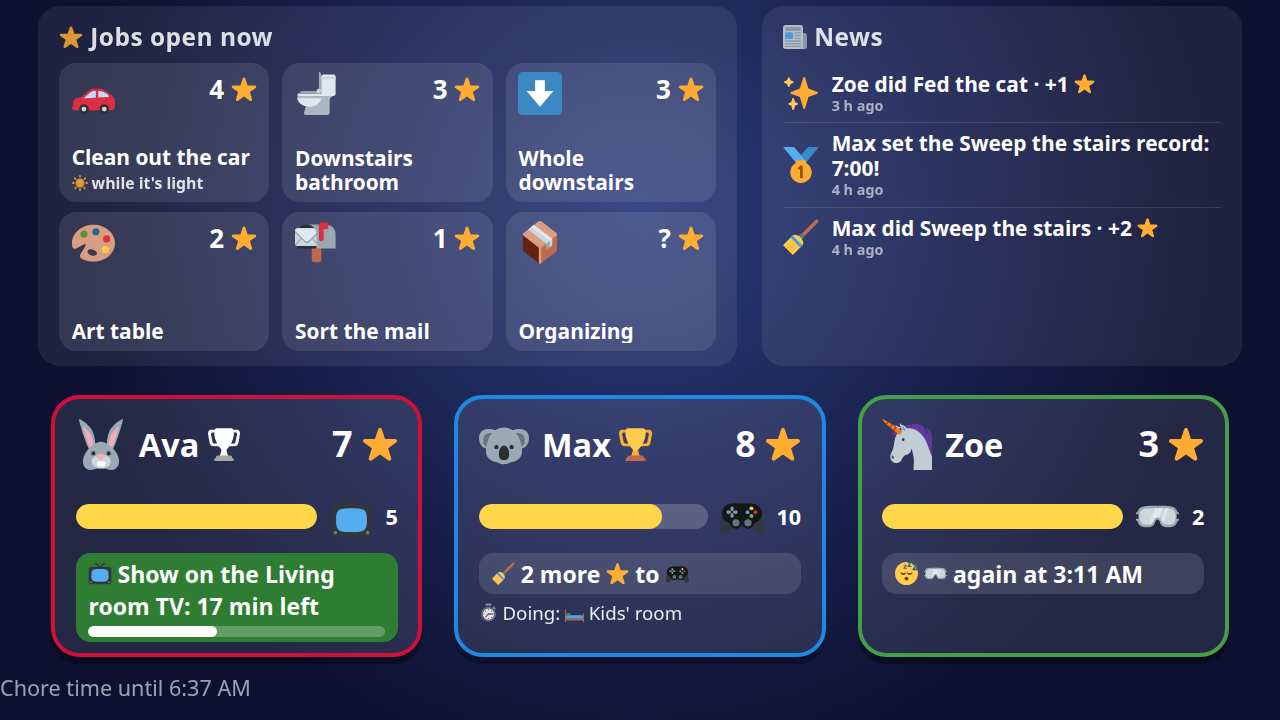 Jobs open now
4
Clean out the car
while it's light
3
Downstairs
bathroom
3
Whole
downstairs
2
Art table
1
Sort the mail
?
Organizing
News
Zoe did Fed the cat · +1
3 h ago
Max set the Sweep the stairs record:
7:00!
4 h ago
Max did Sweep the stairs · +2
4 h ago
Ava 7
5
Show on the Living
room TV: 17 min left
Max 8
10
2 more to
Doing: Kids' room
Zoe 3
2
again at 3:11 AM
Chore time until 6:37 AM